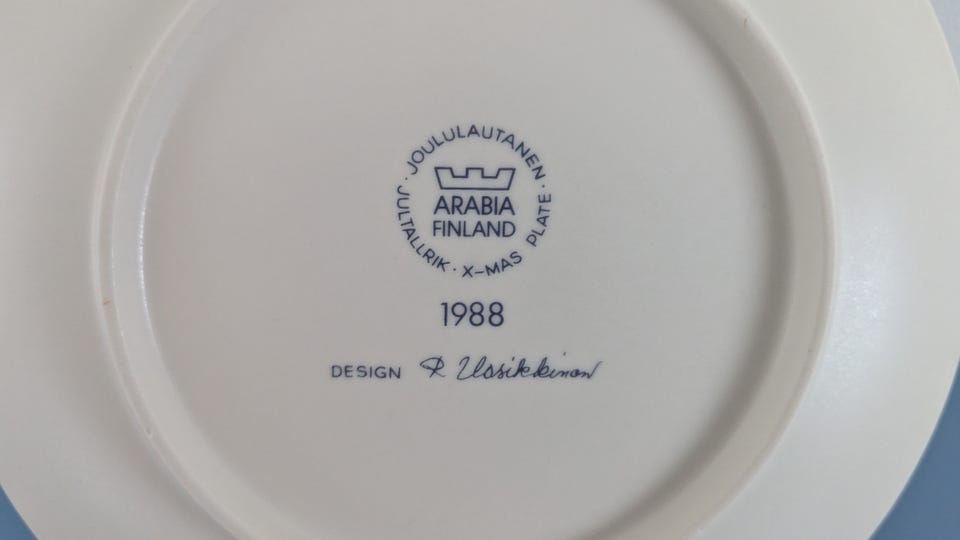 · JOULULAUTANEN · X-MAS PLATE · JULTALLRIK
ARABIA
FINLAND
1988
DESIGN R Uosikkinen